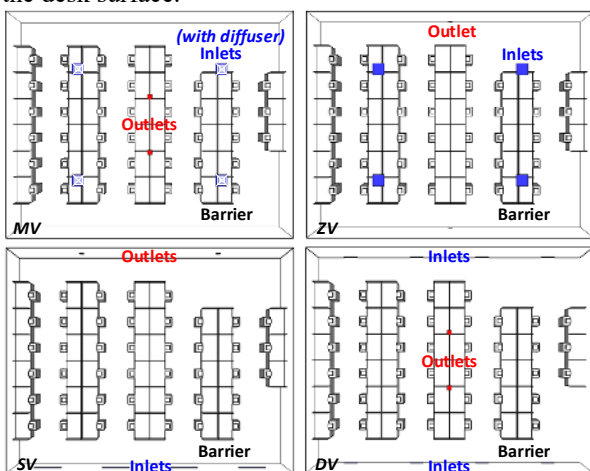 the desk surface.
(with diffuser)
Inlets
Outlets
Barrier
MV
Outlet
Inlets
Barrier
ZV
Outlets
Barrier
SV
Inlets
Inlets
Outlets
Barrier
DV
Inlets